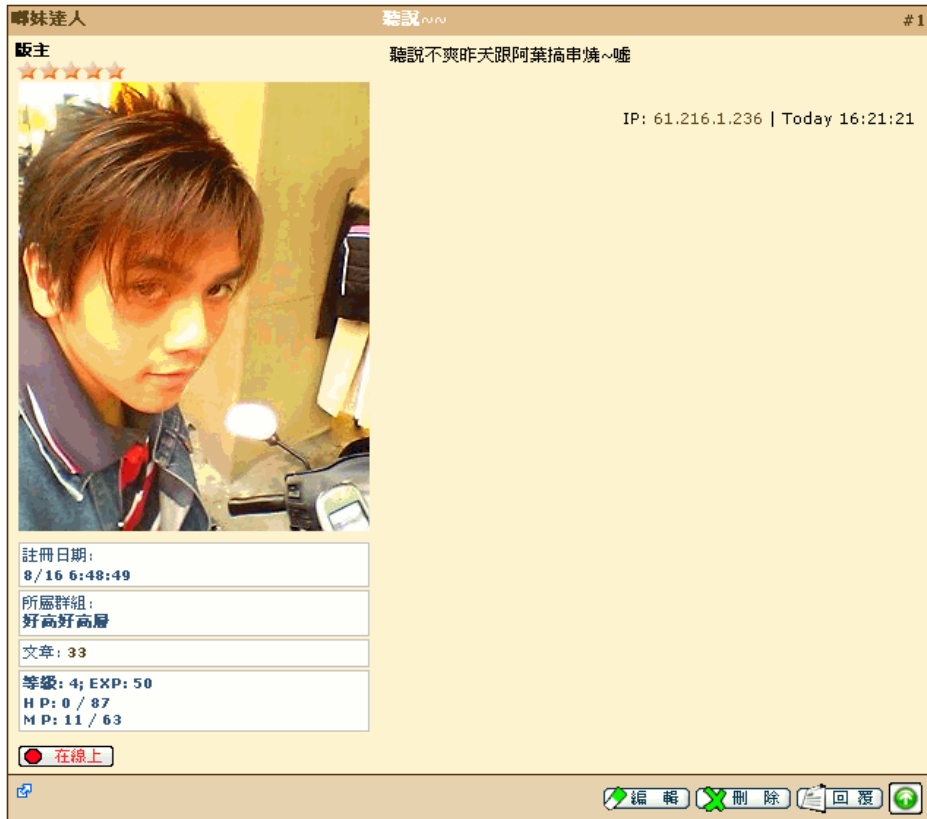 啷妹達人 聽說~~ #1
版主
聽說不爽昨天跟阿葉搞串燒~噓
IP: 61.216.1.236 | Today 16:21:21
註冊日期:
8/16 6:48:49
所屬群組:
好高好高層
文章: 33
等級: 4; EXP: 50
H P: 0 / 87
M P: 11 / 63
在線上
編 輯 刪 除 回 覆